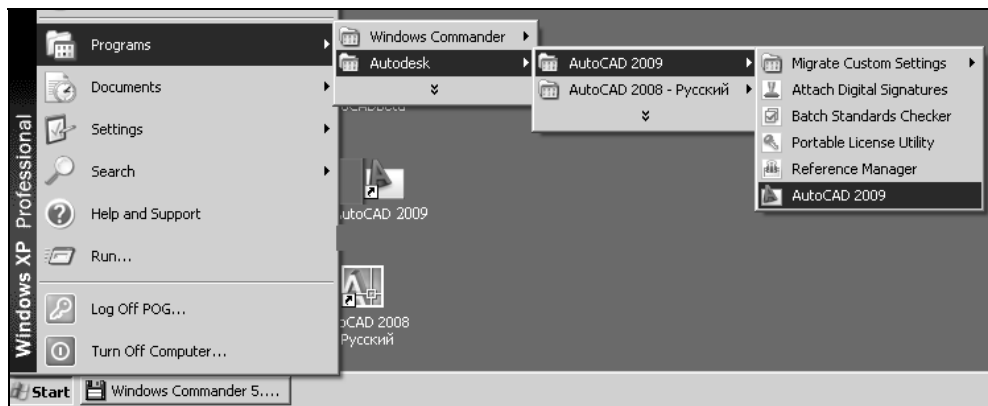 Programs
Documents
Settings
Search
Help and Support
Run...
Log Off POG...
Turn Off Computer...
Windows XP Professional
Windows Commander
Autodesk
AutoCAD 2009
AutoCAD 2008 - Русский
Migrate Custom Settings
Attach Digital Signatures
Batch Standards Checker
Portable License Utility
Reference Manager
AutoCAD 2009
utoCAD 2009
oCAD 2008
Русский
Start
Windows Commander 5....